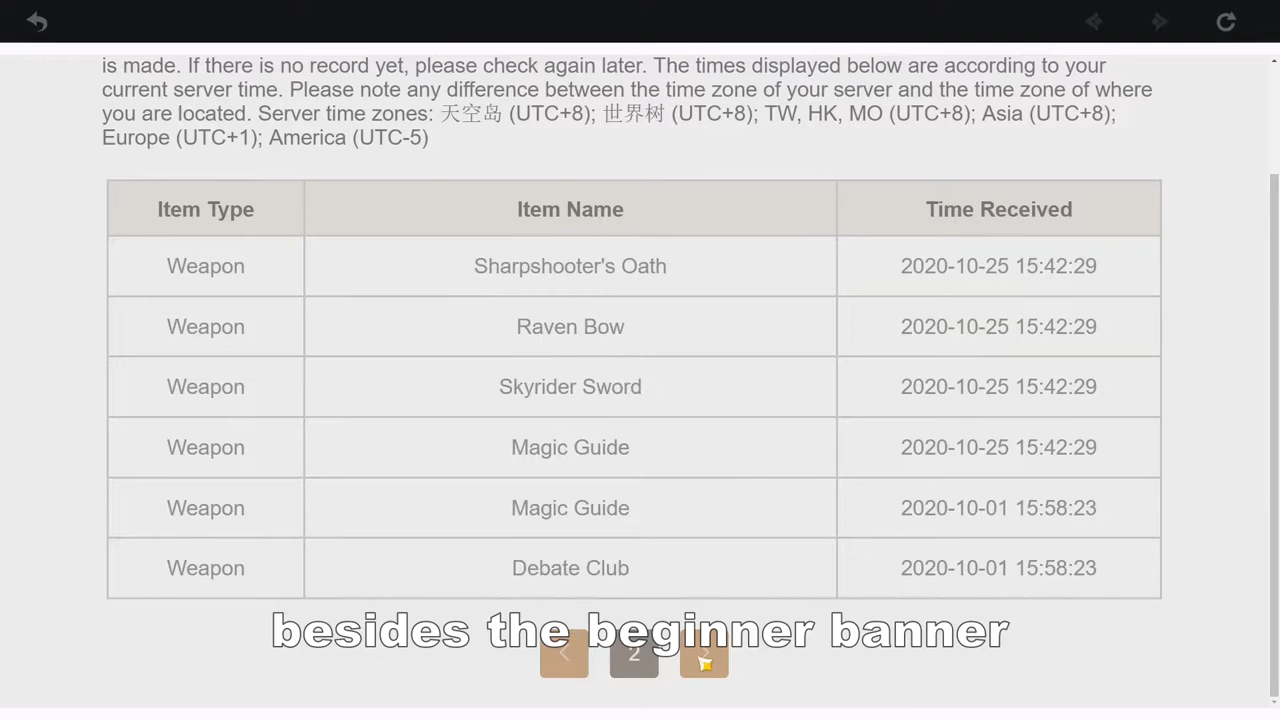 is made. If there is no record yet, please check again later. The times displayed below are according to your
current server time. Please note any difference between the time zone of your server and the time zone of where
you are located. Server time zones: 天空岛 (UTC+8); 世界树 (UTC+8); TW, HK, MO (UTC+8); Asia (UTC+8);
Europe (UTC+1); America (UTC-5)
Item Type Item Name Time Received
Weapon Sharpshooter's Oath 2020-10-25 15:42:29
Weapon Raven Bow 2020-10-25 15:42:29
Weapon Skyrider Sword 2020-10-25 15:42:29
Weapon Magic Guide 2020-10-25 15:42:29
Weapon Magic Guide 2020-10-01 15:58:23
Weapon Debate Club 2020-10-01 15:58:23
besides the beginner banner
2